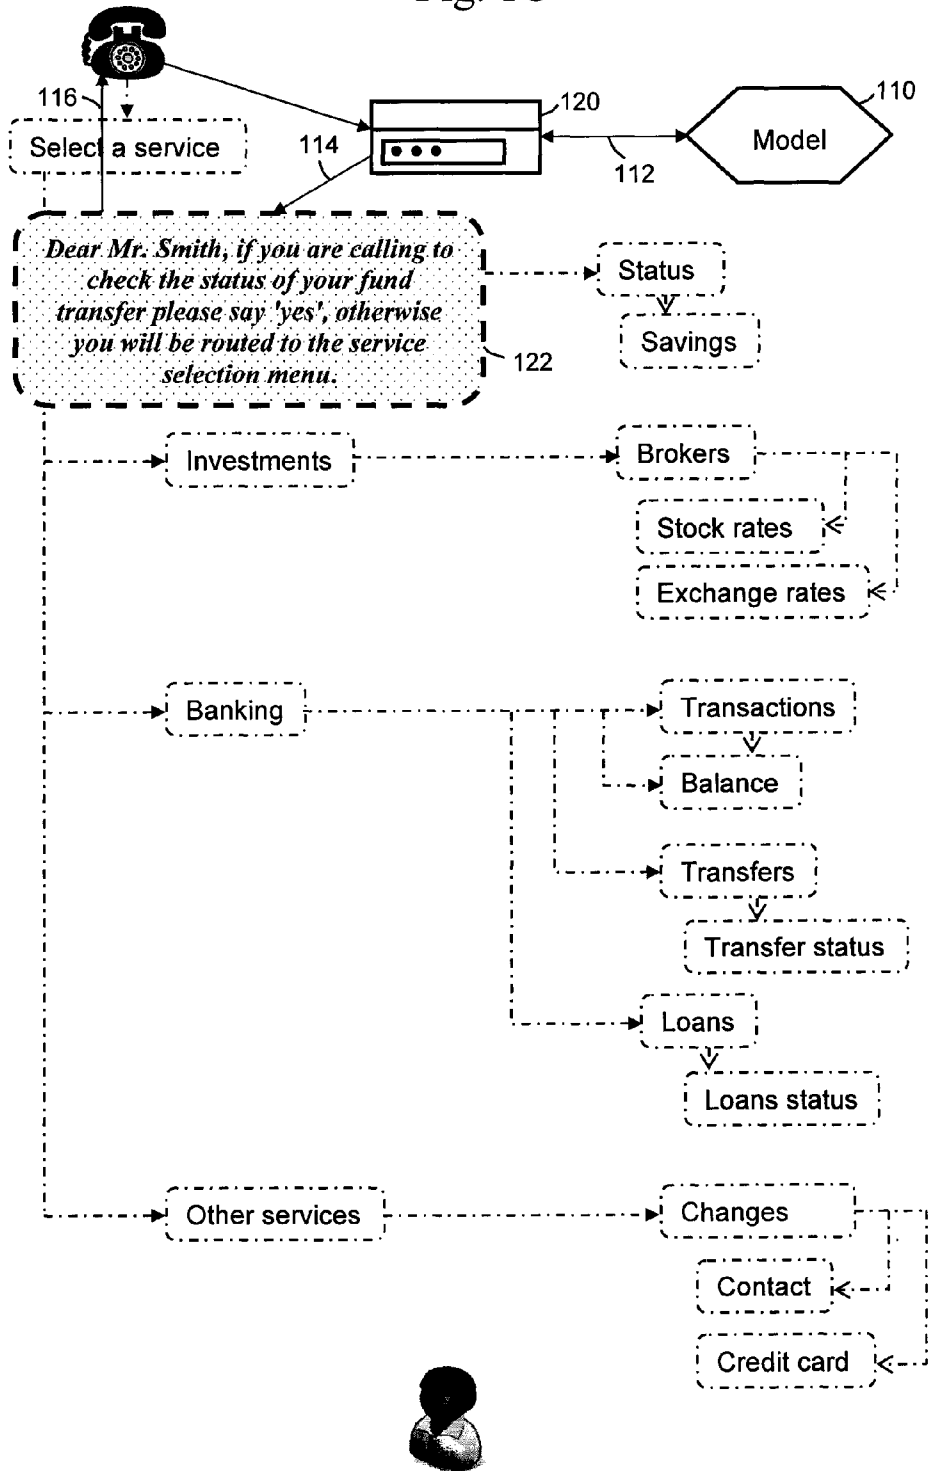 116
120
110
Select a service
114
Model
112
Dear Mr. Smith, if you are calling to
check the status of your fund
transfer please say 'yes', otherwise
you will be routed to the service
selection menu.
Status
Savings
122
Investments
Brokers
Stock rates
Exchange rates
Banking
Transactions
Balance
Transfers
Transfer status
Loans
Loans status
Other services
Changes
Contact
Credit card